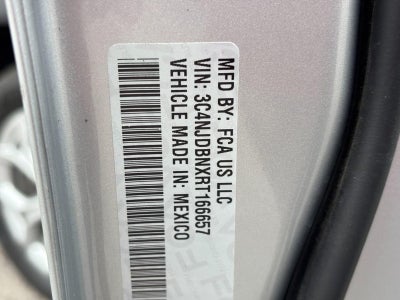 MFD BY: FCA US LLC
VIN: 3C4NJDBNXRT166657
VEHICLE MADE IN: MEXICO